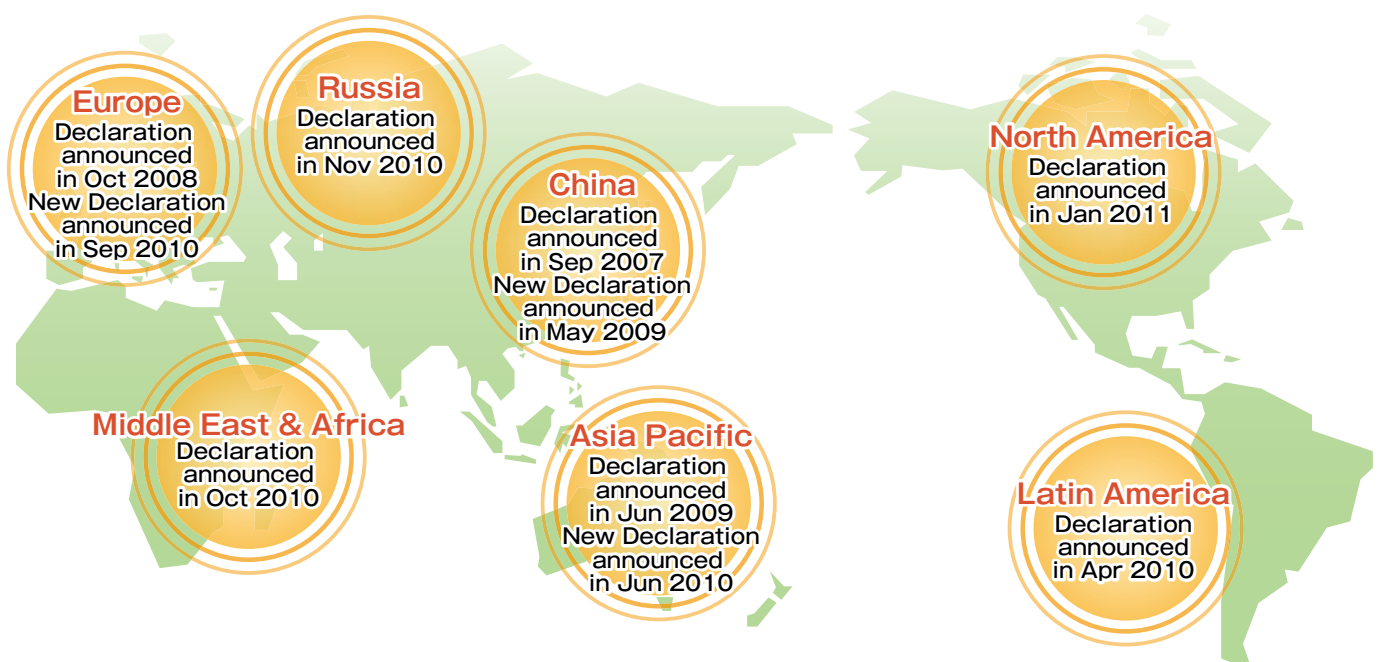 Europe
Declaration
announced
in Oct 2008
New Declaration
announced
in Sep 2010
Russia
Declaration
announced
in Nov 2010
China
Declaration
announced
in Sep 2007
New Declaration
announced
in May 2009
North America
Declaration
announced
in Jan 2011
Middle East & Africa
Declaration
announced
in Oct 2010
Asia Pacific
Declaration
announced
in Jun 2009
New Declaration
announced
in Jun 2010
Latin America
Declaration
announced
in Apr 2010